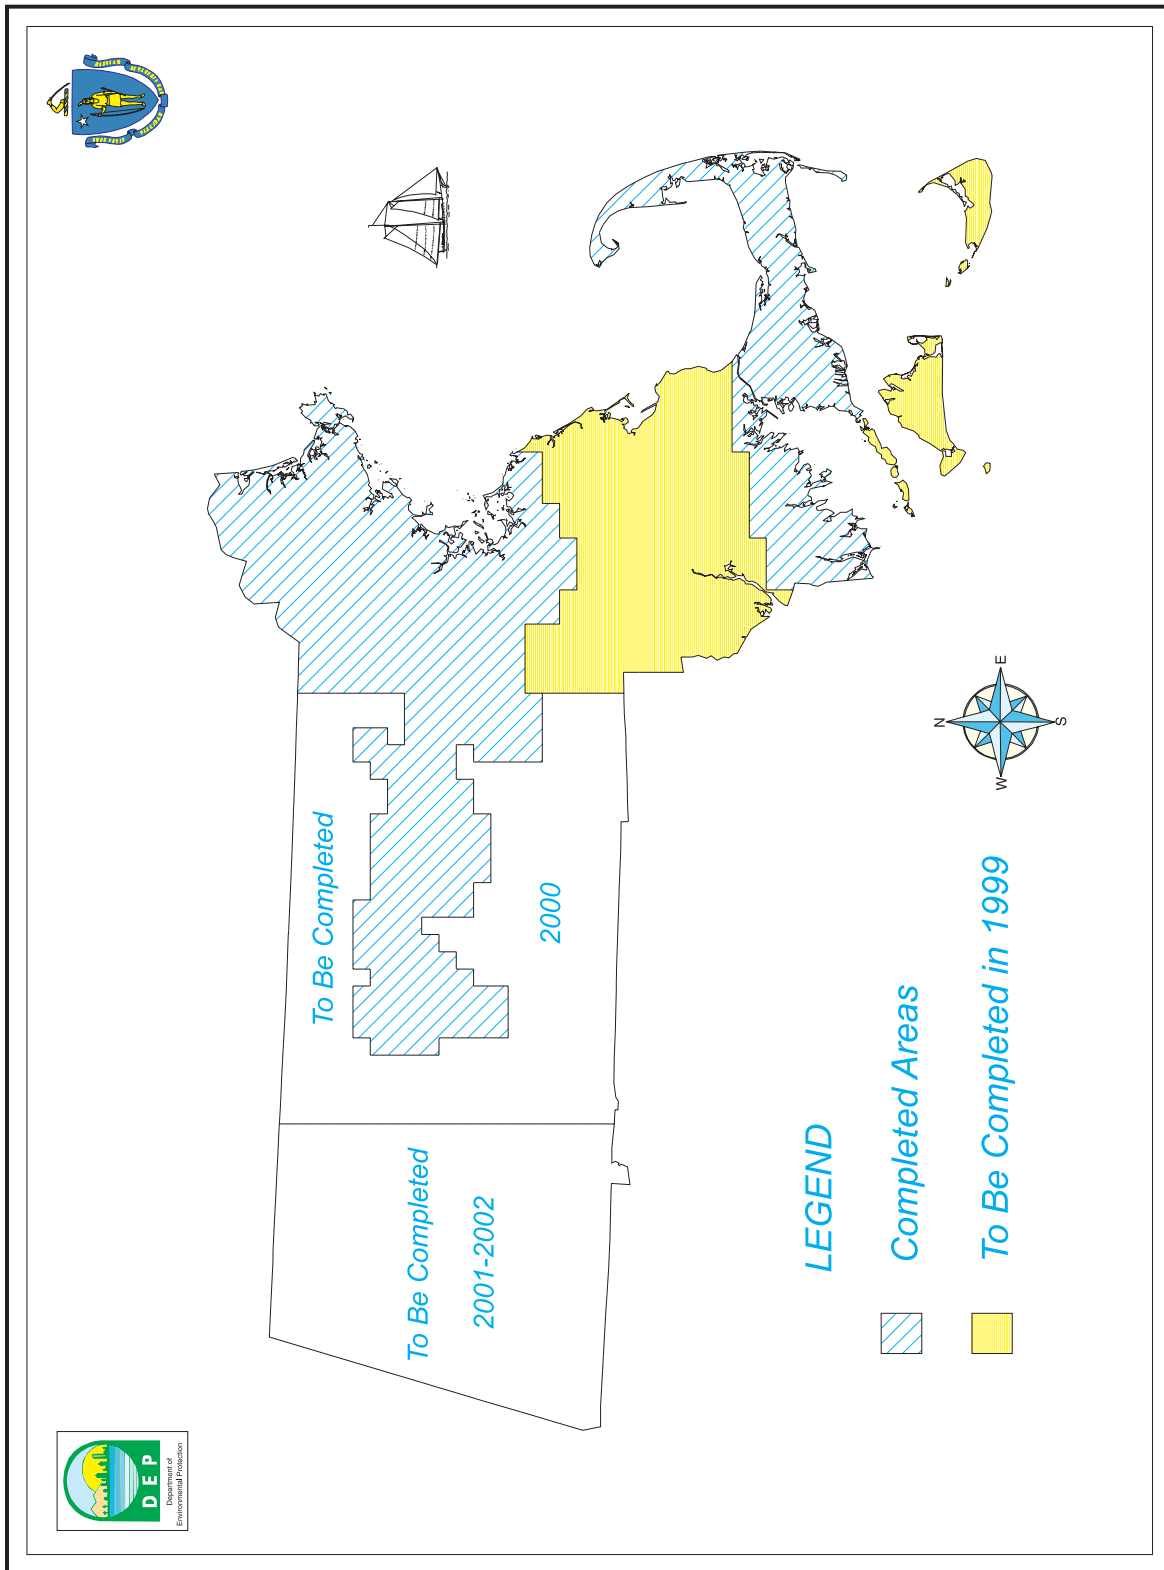 To Be Completed
2000
To Be Completed
2001-2002
LEGEND
Completed Areas
To Be Completed in 1999
N
E
S
W
DEP
Department of
Environmental Protection